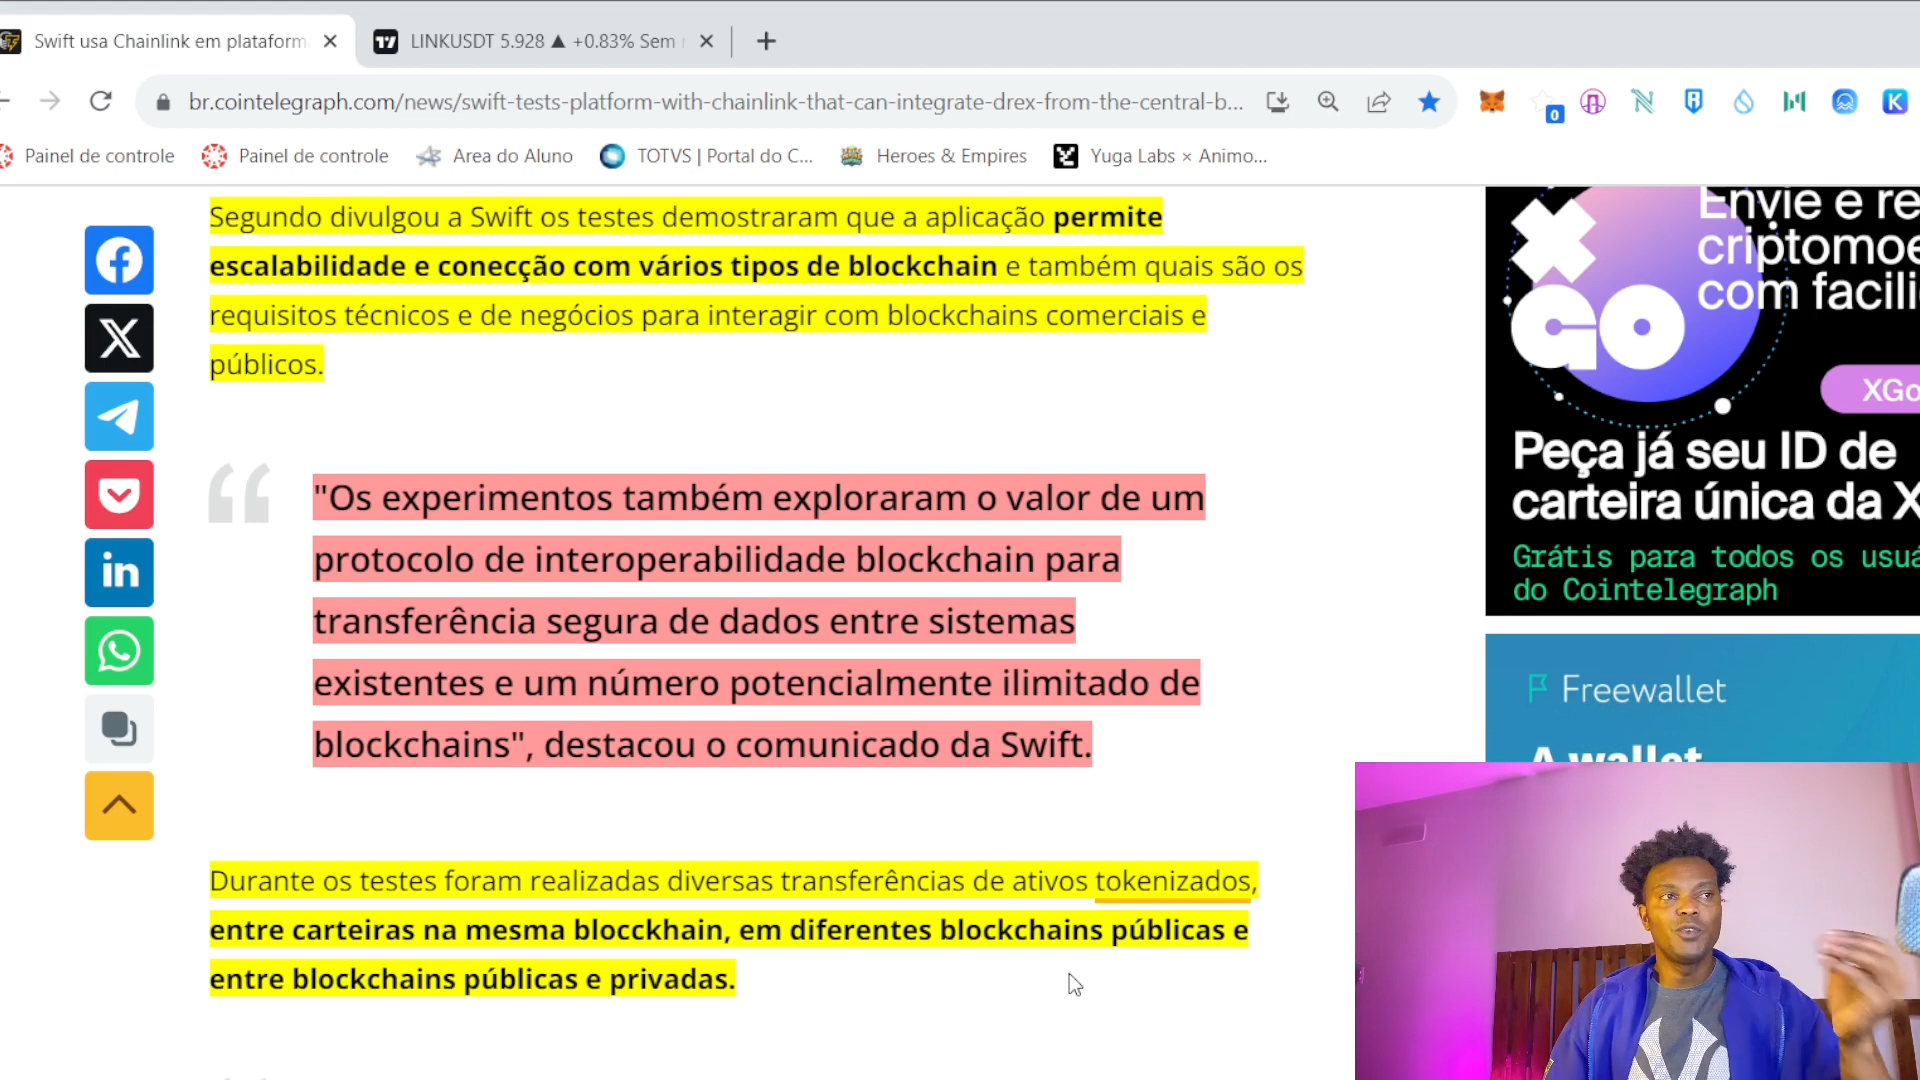 Swift usa Chainlink em plataform
LINKUSDT 5.928 ▲ +0.83% Sem
br.cointelegraph.com/news/swift-tests-platform-with-chainlink-that-can-integrate-drex-from-the-central-b...
0
K
Painel de controle
Painel de controle
Area do Aluno
TOTVS | Portal do C...
Heroes & Empires
Yuga Labs × Animo...
Segundo divulgou a Swift os testes demostraram que a aplicação permite
escalabilidade e conecção com vários tipos de blockchain e também quais são os
requisitos técnicos e de negócios para interagir com blockchains comerciais e
públicos.
"Os experimentos também exploraram o valor de um
protocolo de interoperabilidade blockchain para
transferência segura de dados entre sistemas
existentes e um número potencialmente ilimitado de
blockchains", destacou o comunicado da Swift.
Durante os testes foram realizadas diversas transferências de ativos tokenizados,
entre carteiras na mesma blocckhain, em diferentes blockchains públicas e
entre blockchains públicas e privadas.
Envie e re
criptomoe
com facili
XGO
XGo
Peça já seu ID de
carteira única da X
Grátis para todos os usuá
do Cointelegraph
Freewallet
A wallet